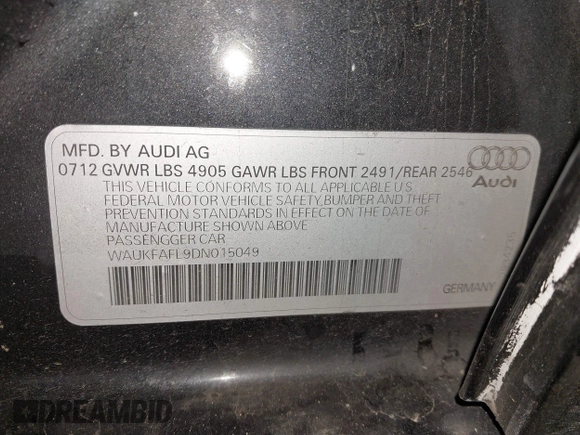 MFD. BY AUDI AG
0712 GVWR LBS 4905 GAWR LBS FRONT 2491/REAR 2546
THIS VEHICLE CONFORMS TO ALL APPLICABLE U.S.
FEDERAL MOTOR VEHICLE SAFETY,BUMPER AND THEFT
PREVENTION STANDARDS IN EFFECT ON THE DATE OF
MANUFACTURE SHOWN ABOVE
PASSENGGER CAR
WAUKFAFL9DN015049
Audi
GERMANY
DREAMBID